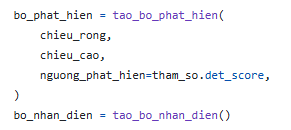 bo_phat_hien = tao_bo_phat_hien(
    chieu_rong,
    chieu_cao,
    nguong_phat_hien=tham_so.det_score,
)
bo_nhan_dien = tao_bo_nhan_dien()